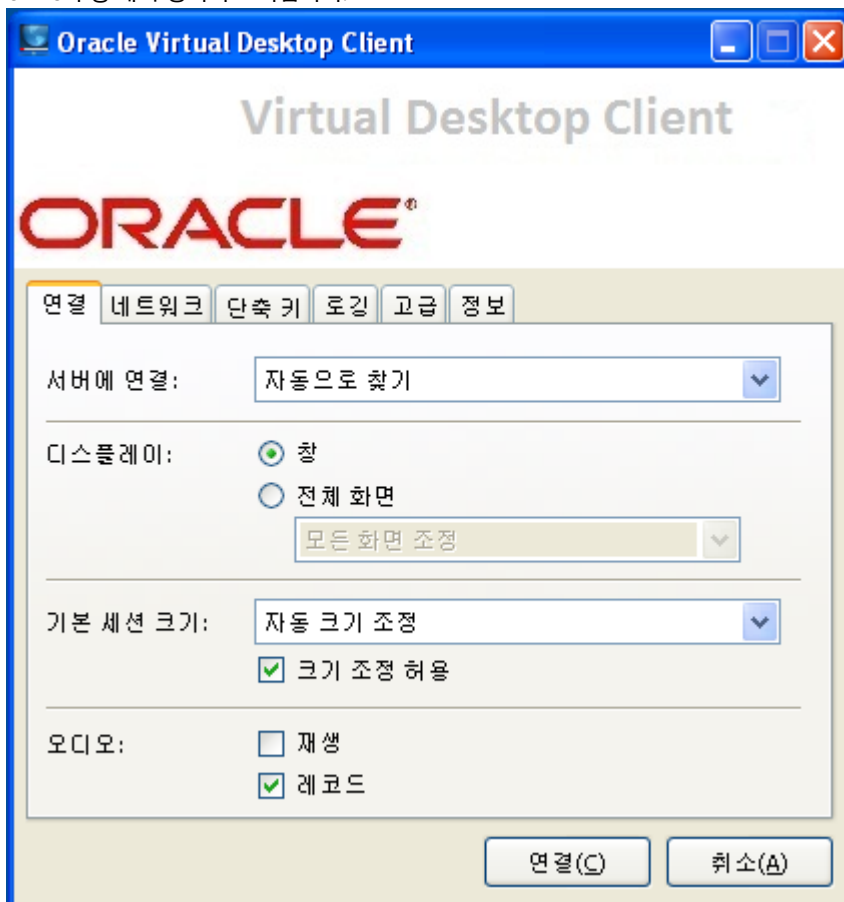 Oracle Virtual Desktop Client
Virtual Desktop Client
ORACLE®
연결 네트워크 단축 키 로깅 고급 정보
서버에 연결: 자동으로 찾기
디스플레이: 창
전체 화면
모든 화면 조정
기본 세션 크기: 자동 크기 조정
크기 조정 허용
오디오: 재생
레코드
연결(C) 취소(A)